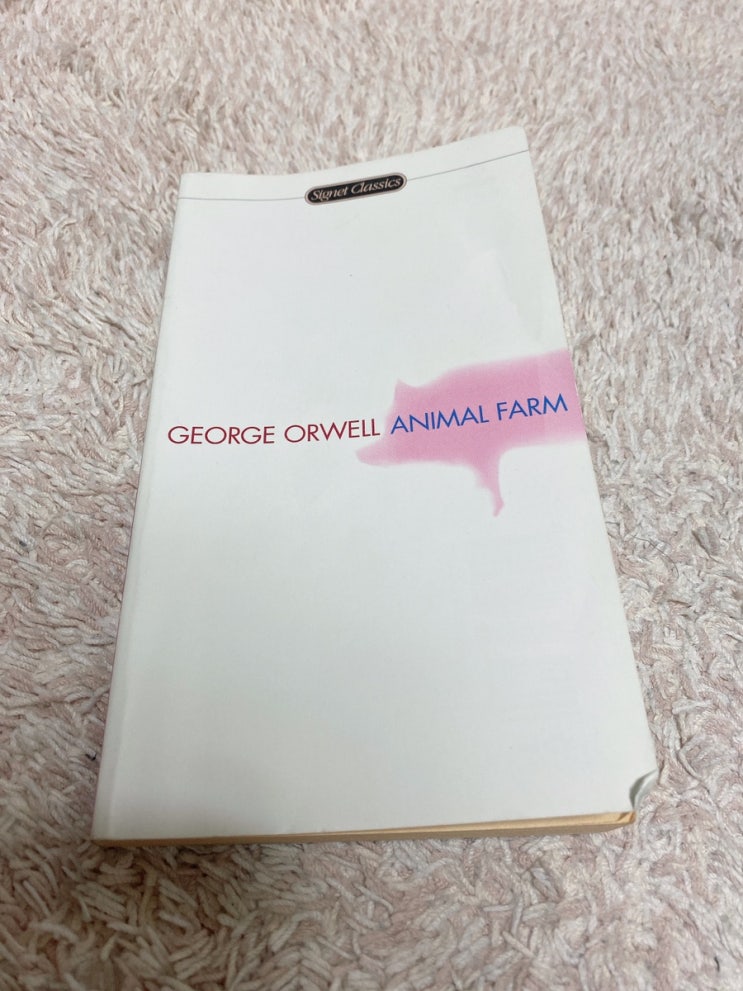 Signet Classics
GEORGE ORWELL ANIMAL FARM